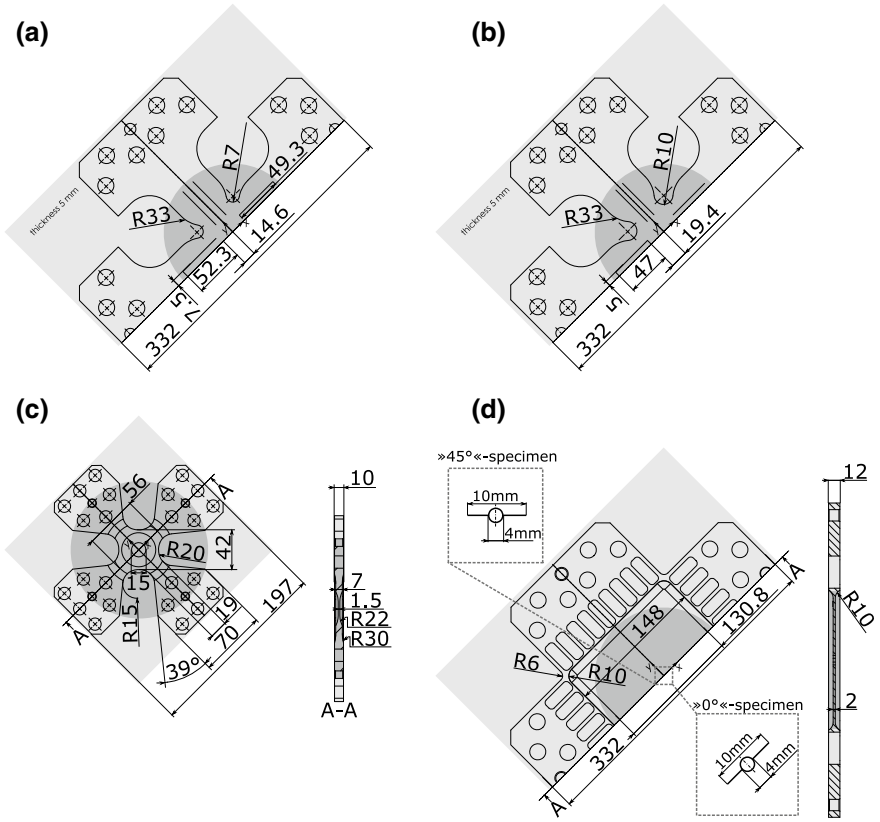 (a)
thickness 5 mm
R7
49.3
R33
14.6
52.3
7.5
332
y
x
(b)
thickness 5 mm
R10
R33
19.4
47
5
332
y
x
(c)
56
A
R20
42
15
R15
19
197
70
39°
A
10
7
1.5
R22
R30
A-A
(d)
»45°«-specimen
10mm
4mm
12
A
148
130.8
R10
R6
R10
y
x
»0°«-specimen
2
332
10mm
4mm
A